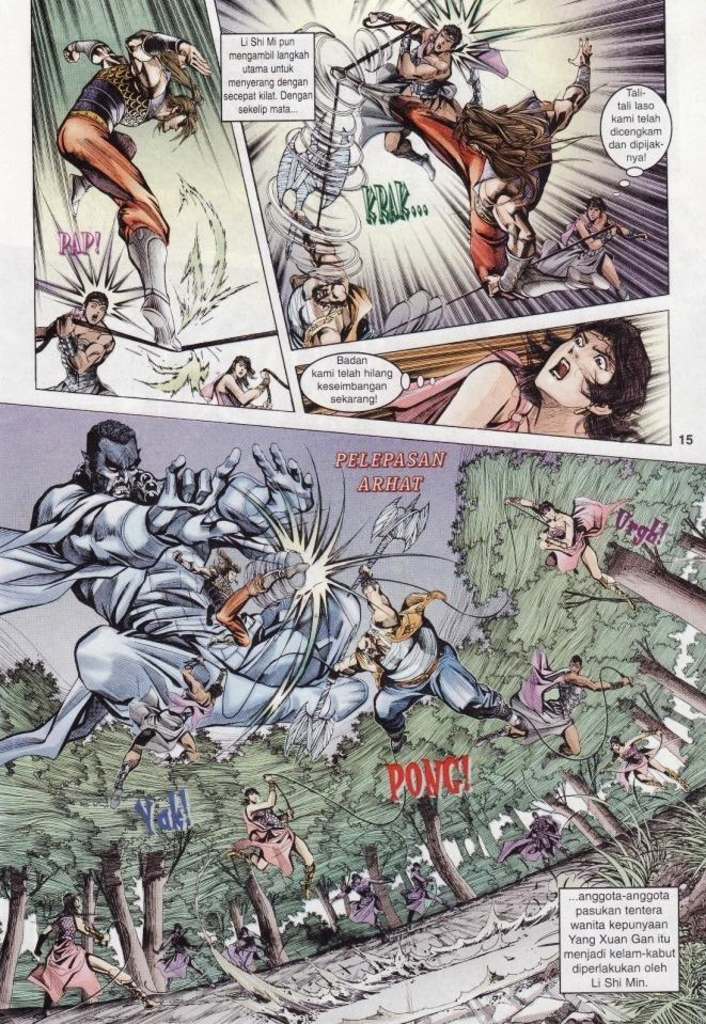 Li Shi Mi pun
mengambil langkah
utama untuk
menyerang dengan
secepat kilat. Dengan
sekelip mata...
Tali-
tali laso
kami telah
dicengkam
dan dipijak-
nya!
RAP!
KRAK...
Badan
kami telah hilang
keseimbangan
sekarang!
15
PELEPASAN
ARHAT
Urgh!
PONG!
Yak!
...anggota-anggota
pasukan tentera
wanita kepunyaan
Yang Xuan Gan itu
menjadi kelam-kabut
diperlakukan oleh
Li Shi Min.